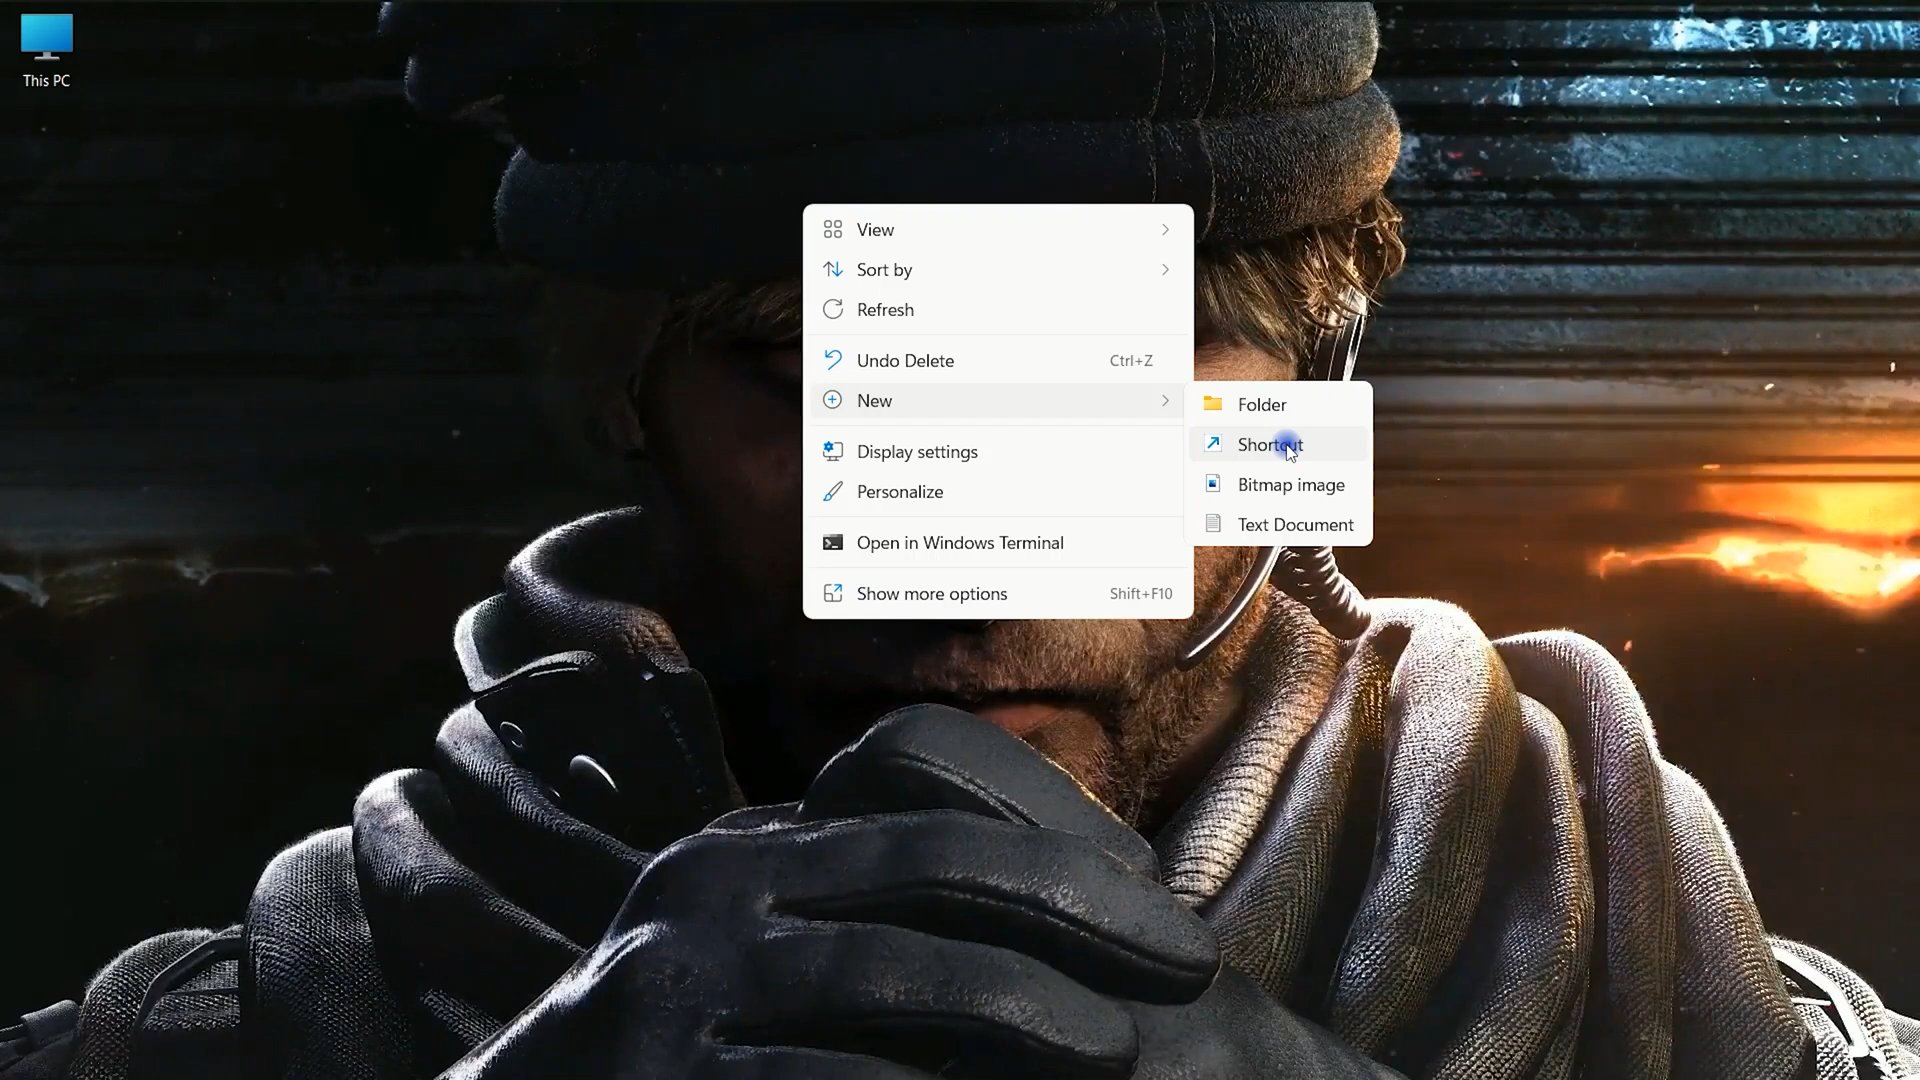 This PC
View
Sort by
Refresh
Undo Delete Ctrl+Z
New
Display settings
Personalize
Open in Windows Terminal
Show more options Shift+F10
Folder
Shortcut
Bitmap image
Text Document